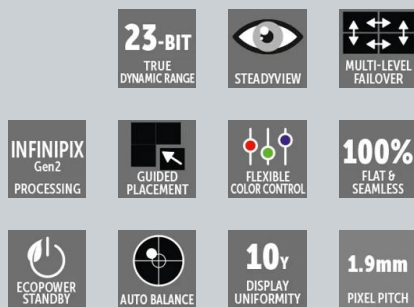 23-BIT
TRUE
DYNAMIC RANGE
STEADYVIEW
MULTI-LEVEL
FAILOVER
INFINIPIX
Gen2
PROCESSING
GUIDED
PLACEMENT
FLEXIBLE
COLOR CONTROL
100%
FLAT &
SEAMLESS
ECOPOWER
STANDBY
AUTO BALANCE
10Y
DISPLAY
UNIFORMITY
1.9mm
PIXEL PITCH